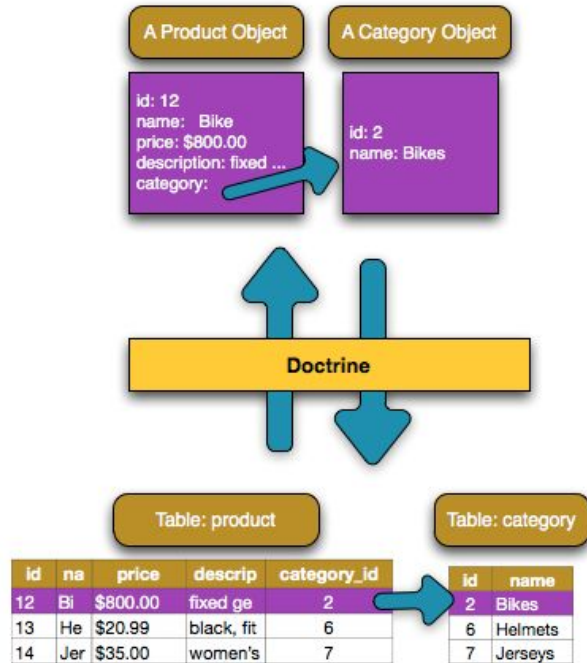 A Product Object
A Category Object
id: 12
name: Bike
price: $800.00
description: fixed ...
category:
id: 2
name: Bikes
Doctrine
Table: product
Table: category
id na price descrip category_id
12 Bi $800.00 fixed ge 2
13 He $20.99 black, fit 6
14 Jer $35.00 women's 7
id name
2 Bikes
6 Helmets
7 Jerseys